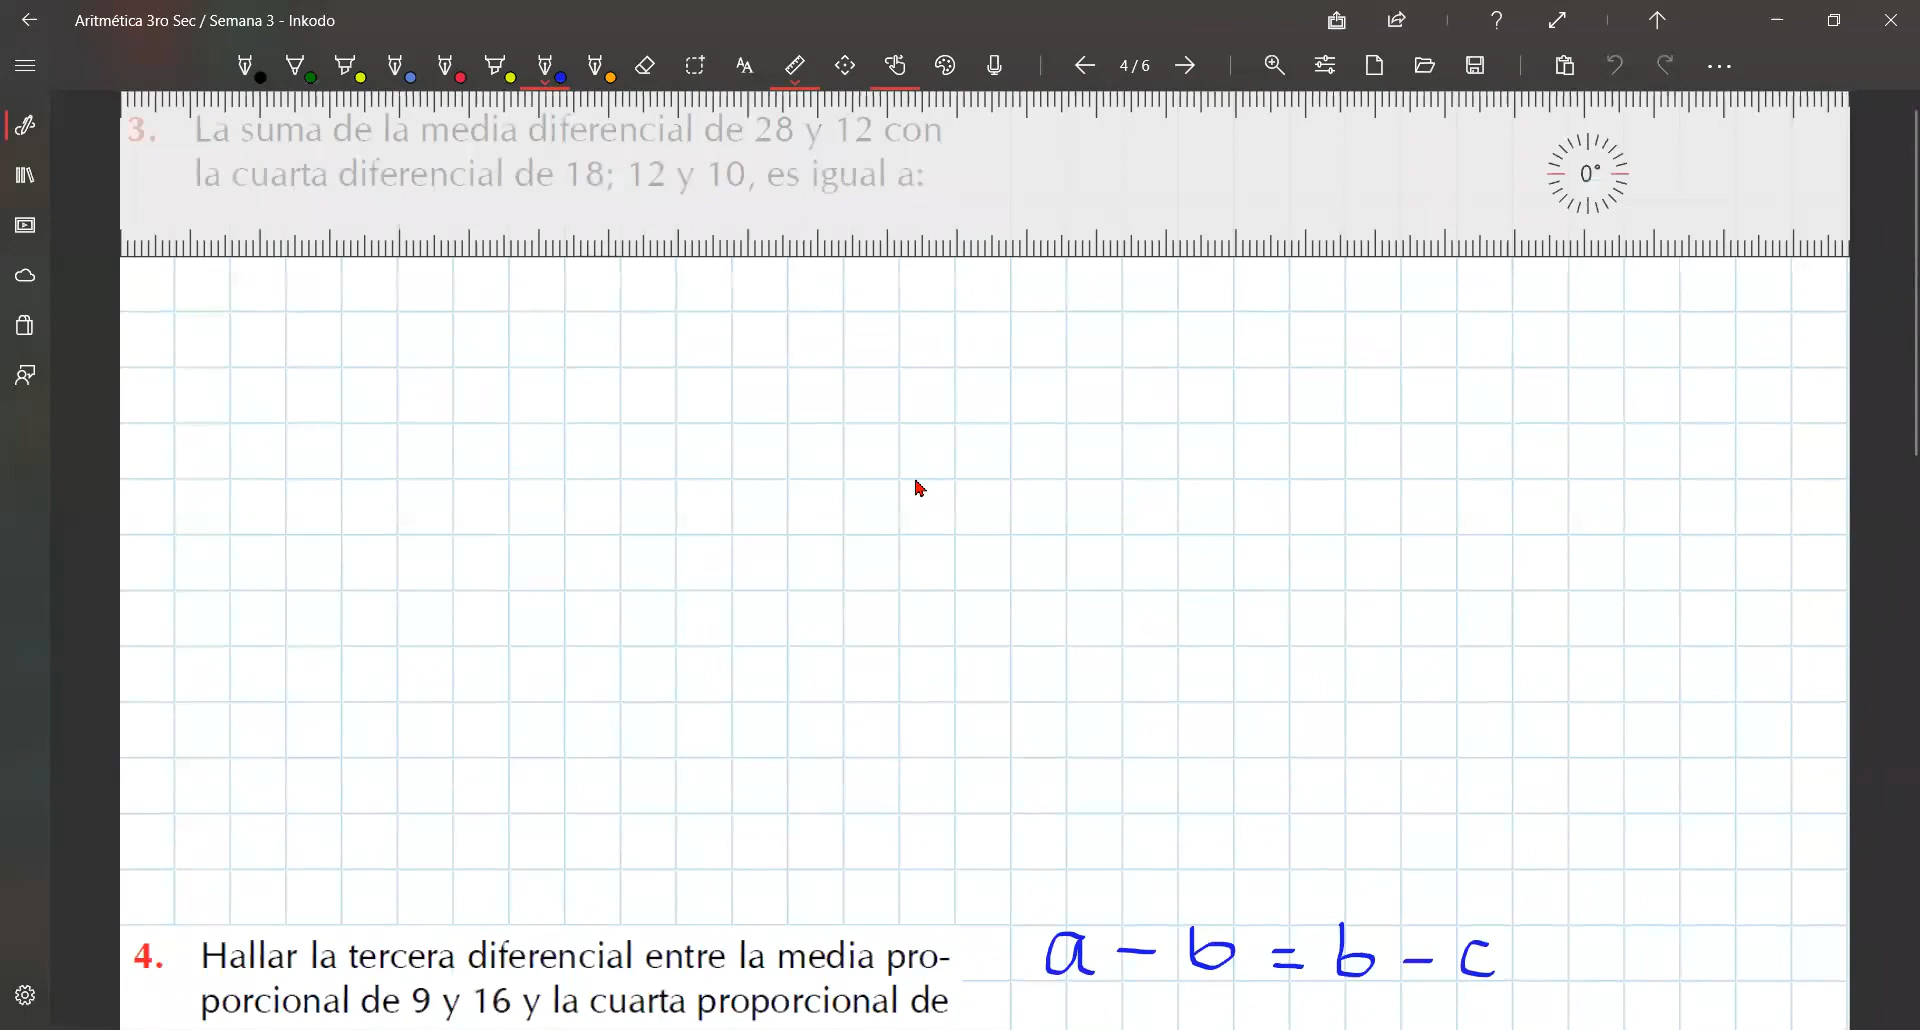 Aritmética 3ro Sec / Semana 3 - Inkodo
4 / 6
3. La suma de la media diferencial de 28 y 12 con
la cuarta diferencial de 18; 12 y 10, es igual a:
0°
4. Hallar la tercera diferencial entre la media pro-
porcional de 9 y 16 y la cuarta proporcional de
a - b = b - c